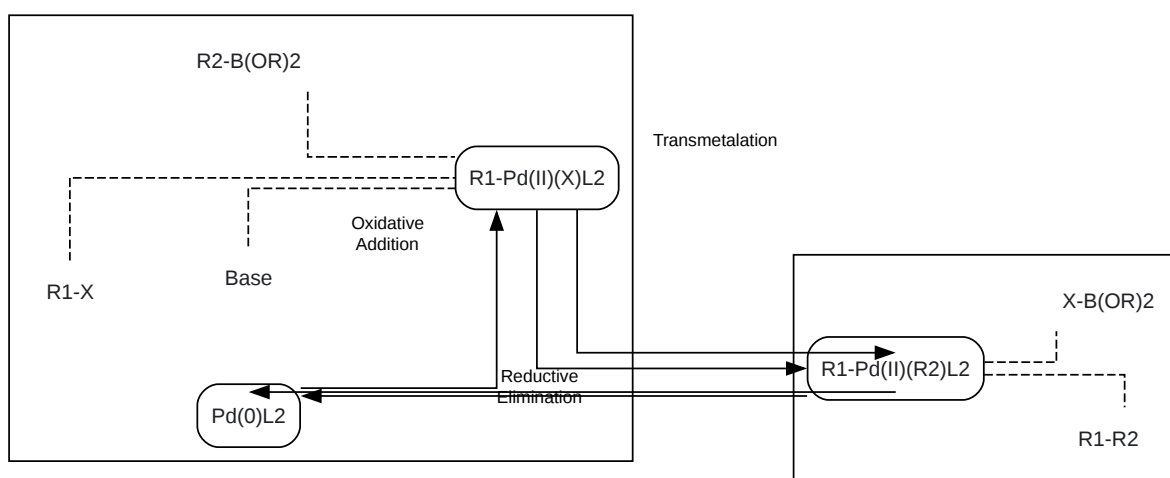 R2-B(OR)2
Transmetalation
R1-Pd(II)(X)L2
Oxidative
Addition
Base
R1-X
X-B(OR)2
R1-Pd(II)(R2)L2
Reductive
Elimination
Pd(0)L2
R1-R2